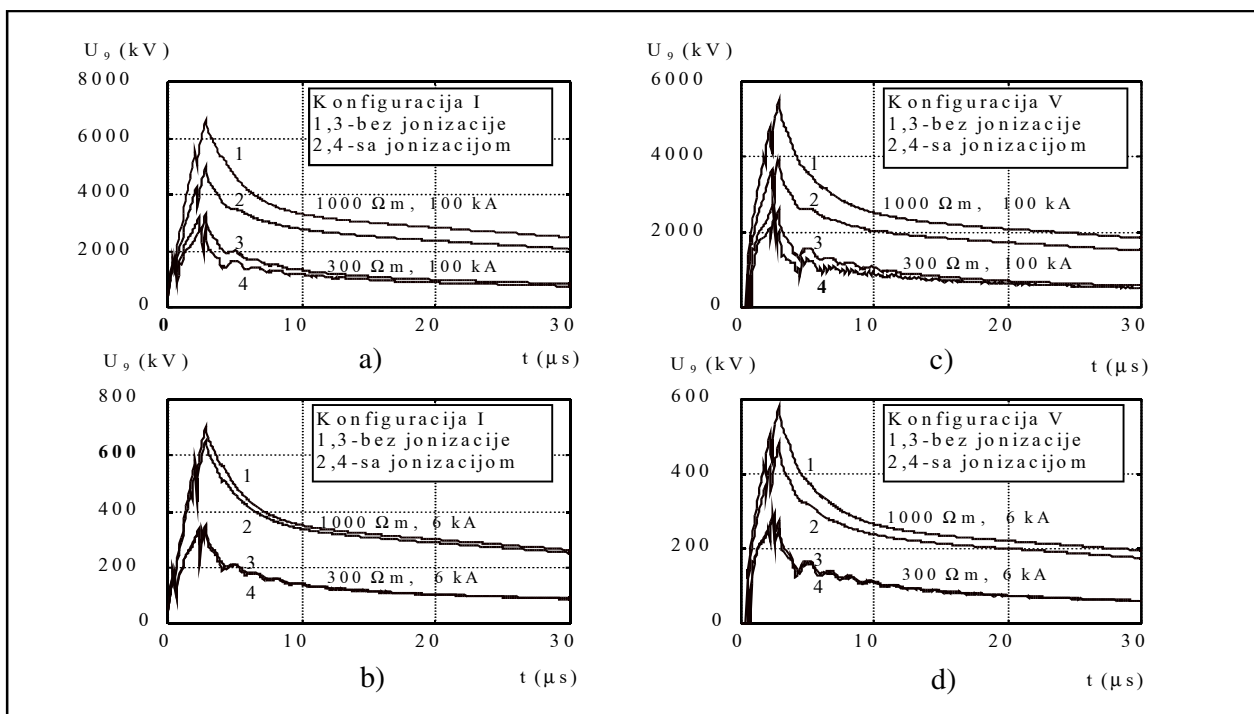 U₉ (kV)
8000
6000
4000
2000
0
Konfiguracija I
1,3-bez jonizacije
2,4-sa jonizacijom
1
2
1000 Ωm, 100 kA
3
300 Ωm, 100 kA
4
0
10
20
30
a)
t (μs)
U₉ (kV)
6000
4000
2000
0
Konfiguracija V
1,3-bez jonizacije
2,4-sa jonizacijom
1
2
1000 Ωm, 100 kA
3
300 Ωm, 100 kA
4
0
10
20
30
c)
t (μs)
U₉ (kV)
800
600
400
200
0
Konfiguracija I
1,3-bez jonizacije
2,4-sa jonizacijom
1
2
1000 Ωm, 6 kA
3
300 Ωm, 6 kA
4
0
10
20
30
b)
t (μs)
U₉ (kV)
600
400
200
0
Konfiguracija V
1,3-bez jonizacije
2,4-sa jonizacijom
1
2
1000 Ωm, 6 kA
3
300 Ωm, 6 kA
4
0
10
20
30
d)
t (μs)